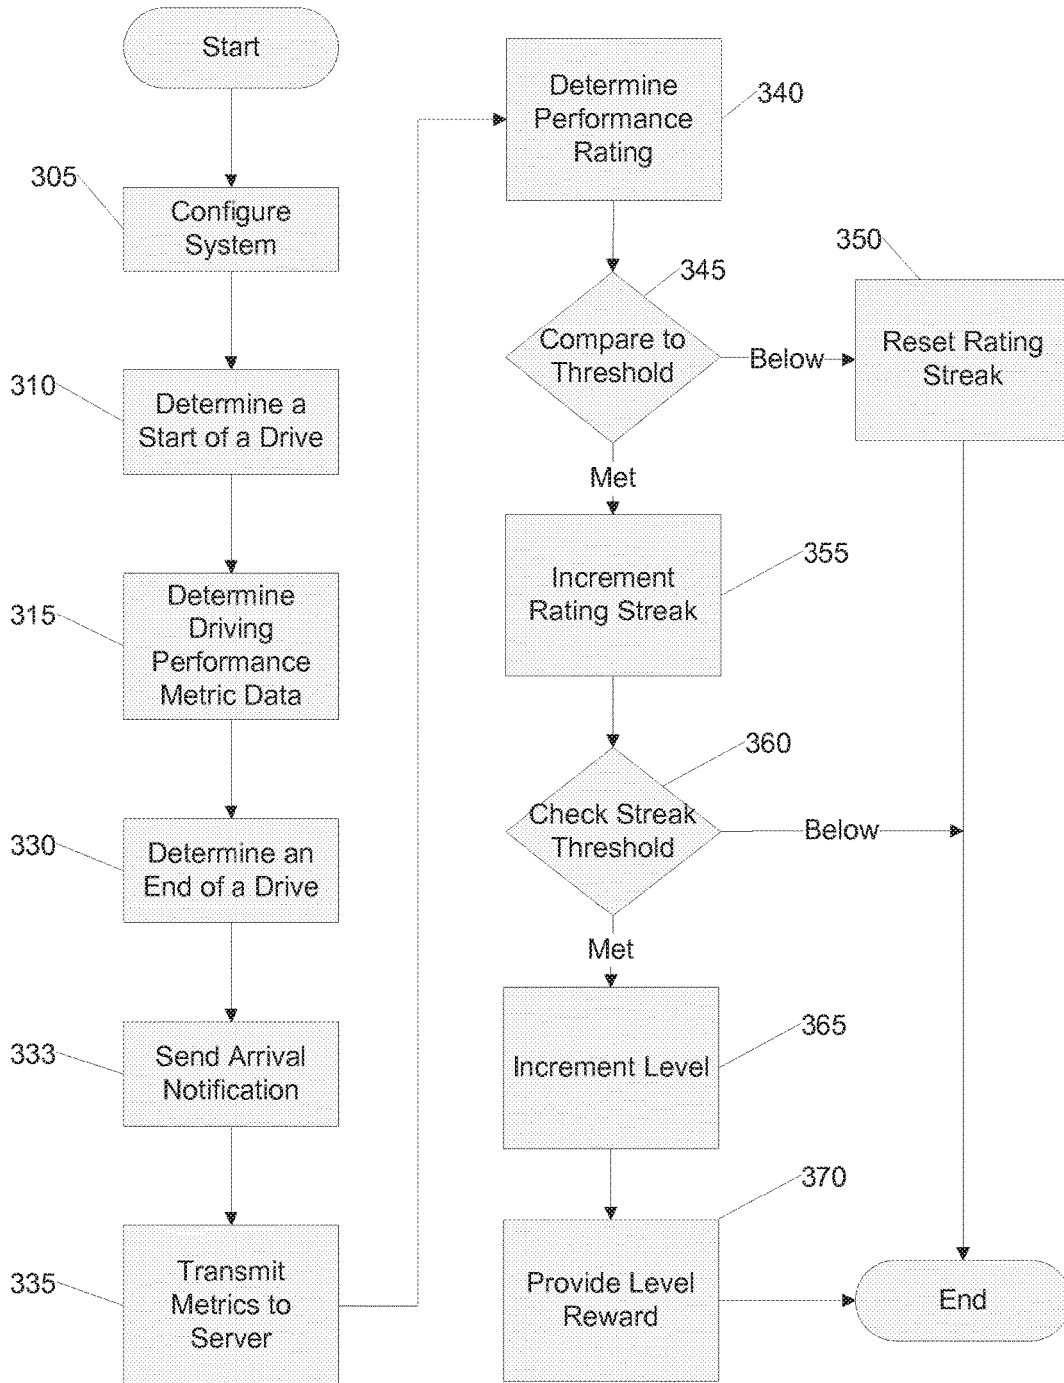 Start
305
Configure
System
310
Determine a
Start of a Drive
315
Determine
Driving
Performance
Metric Data
330
Determine an
End of a Drive
333
Send Arrival
Notification
335
Transmit
Metrics to
Server
340
Determine
Performance
Rating
345
Compare to
Threshold
Below
350
Reset Rating
Streak
Met
355
Increment
Rating Streak
360
Check Streak
Threshold
Below
Met
365
Increment Level
370
Provide Level
Reward
End